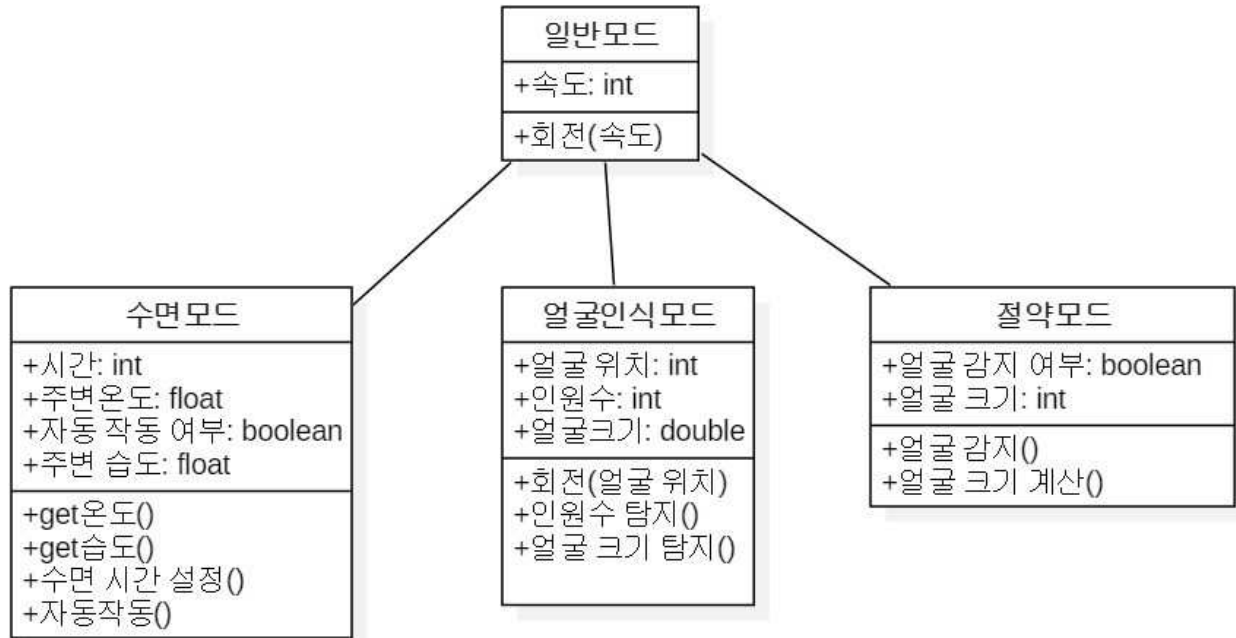 일반모드
+속도: int
+회전(속도)
수면모드
+시간: int
+주변온도: float
+자동 작동 여부: boolean
+주변 습도: float
+get온도()
+get습도()
+수면 시간 설정()
+자동작동()
얼굴인식모드
+얼굴 위치: int
+인원수: int
+얼굴크기: double
+회전(얼굴 위치)
+인원수 탐지()
+얼굴 크기 탐지()
절약모드
+얼굴 감지 여부: boolean
+얼굴 크기: int
+얼굴 감지()
+얼굴 크기 계산()